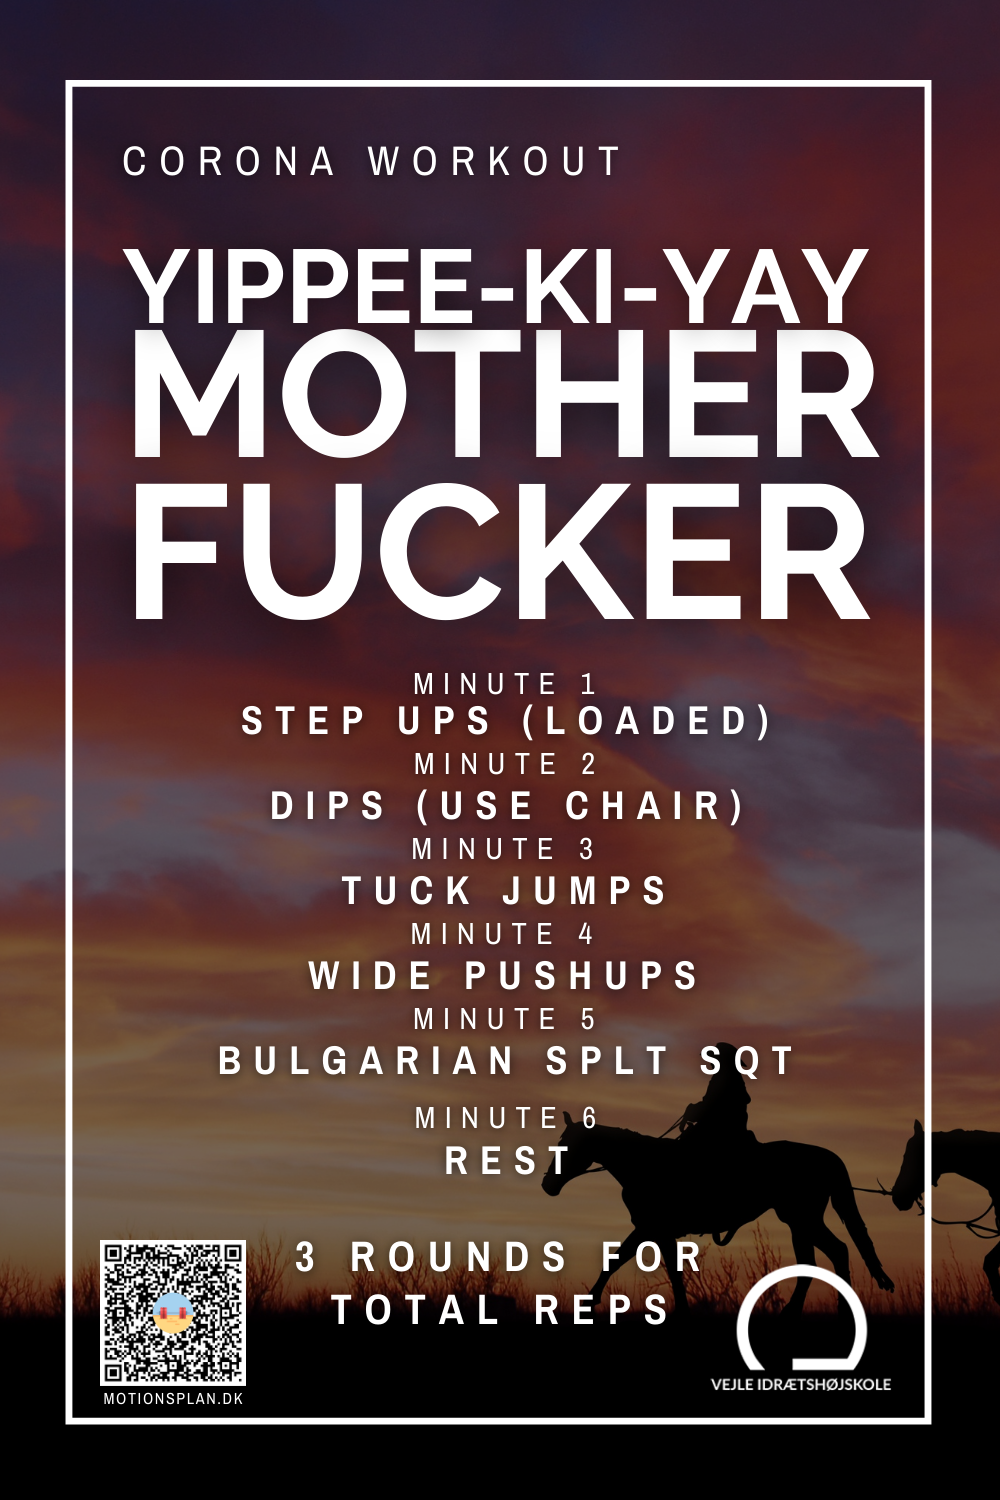 CORONA WORKOUT
YIPPEE-KI-YAY
MOTHER
FUCKER
MINUTE 1
STEP UPS (LOADED)
MINUTE 2
DIPS (USE CHAIR)
MINUTE 3
TUCK JUMPS
MINUTE 4
WIDE PUSHUPS
MINUTE 5
BULGARIAN SPLT SQT
MINUTE 6
REST
3 ROUNDS FOR
TOTAL REPS
MOTIONSPLAN.DK
VEJLE IDRÆTSHØJSKOLE